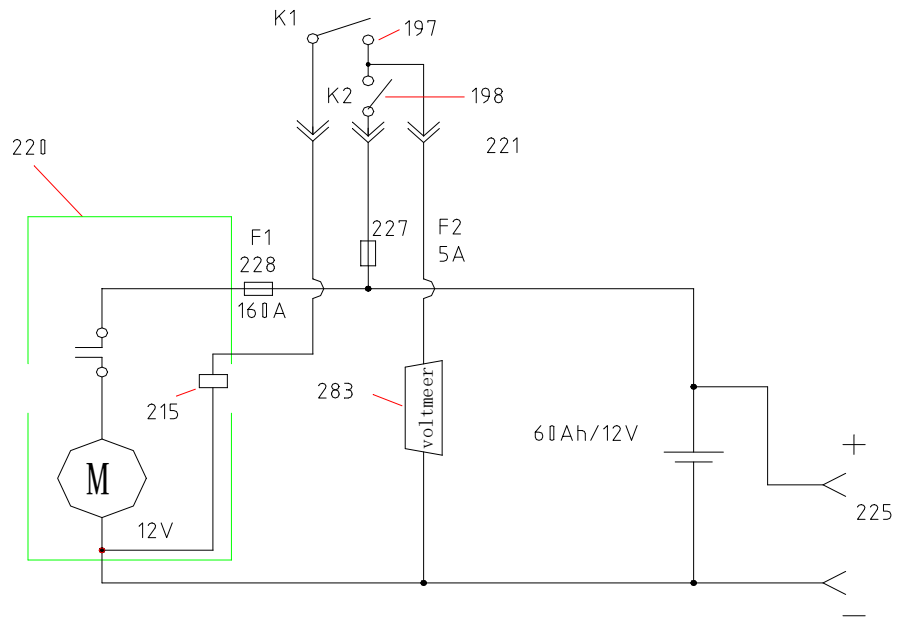 K1
197
K2
198
221
220
F1
228
227
F2
5A
160A
283
voltmeer
215
60Ah/12V
+
M
12V
225
—